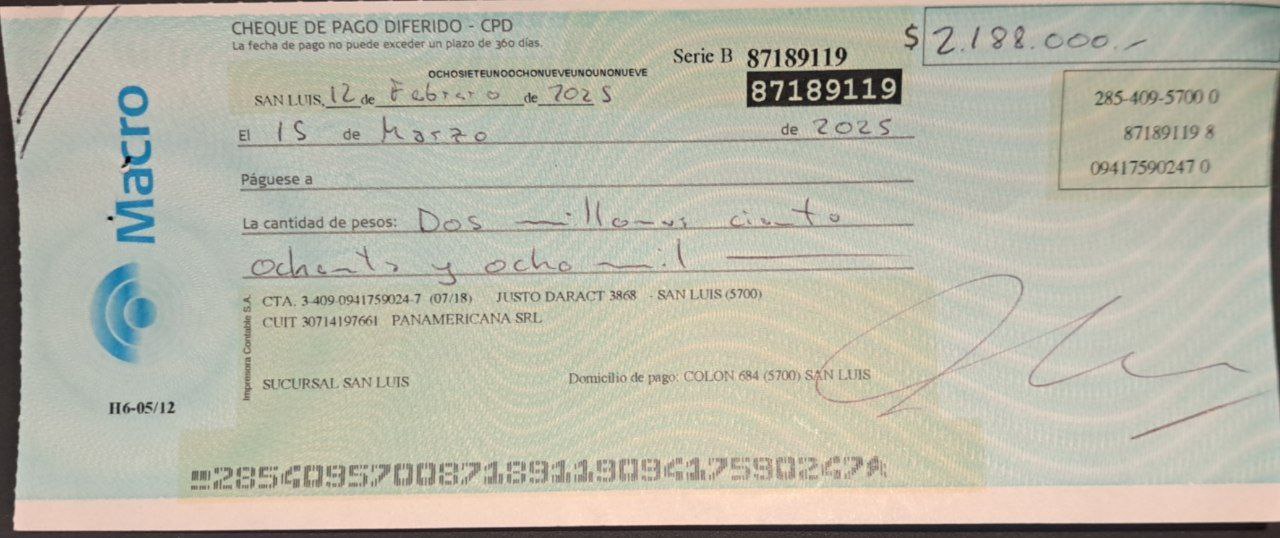 CHEQUE DE PAGO DIFERIDO - CPD
La fecha de pago no puede exceder un plazo de 360 días.
Serie B 87189119
$ 2.188.000.-
OCHOSIETEUNOOCHONUEVEUNOUNONUEVE
87189119
SAN LUIS, 12 de Febrero de 2025
285-409-5700 0
El 15 de Marzo de 2025
87189119 8
09417590247 0
Páguese a
La cantidad de pesos: Dos millones ciento
ochenta y ocho mil
Macro
CTA. 3-409-0941759024-7 (07/18) JUSTO DARACT 3868 - SAN LUIS (5700)
CUIT 30714197661 PANAMERICANA SRL
Impresora Contable S.A.
SUCURSAL SAN LUIS
Domicilio de pago: COLON 684 (5700) SAN LUIS
H6-05/12
28540957008718911909417590247